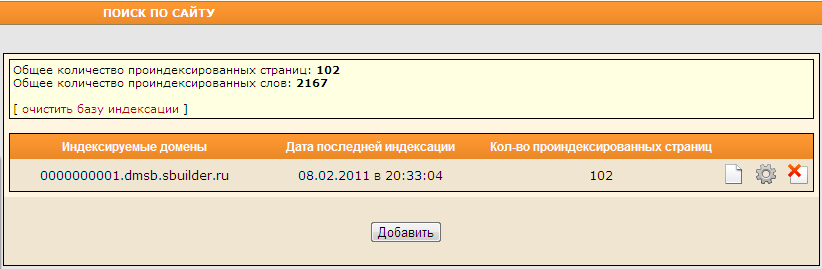 ПОИСК ПО САЙТУ
Общее количество проиндексированных страниц: 102
Общее количество проиндексированных слов: 2167
[ очистить базу индексации ]
Индексируемые домены Дата последней индексации Кол-во проиндексированных страниц
0000000001.dmsb.sbuilder.ru 08.02.2011 в 20:33:04 102
Добавить